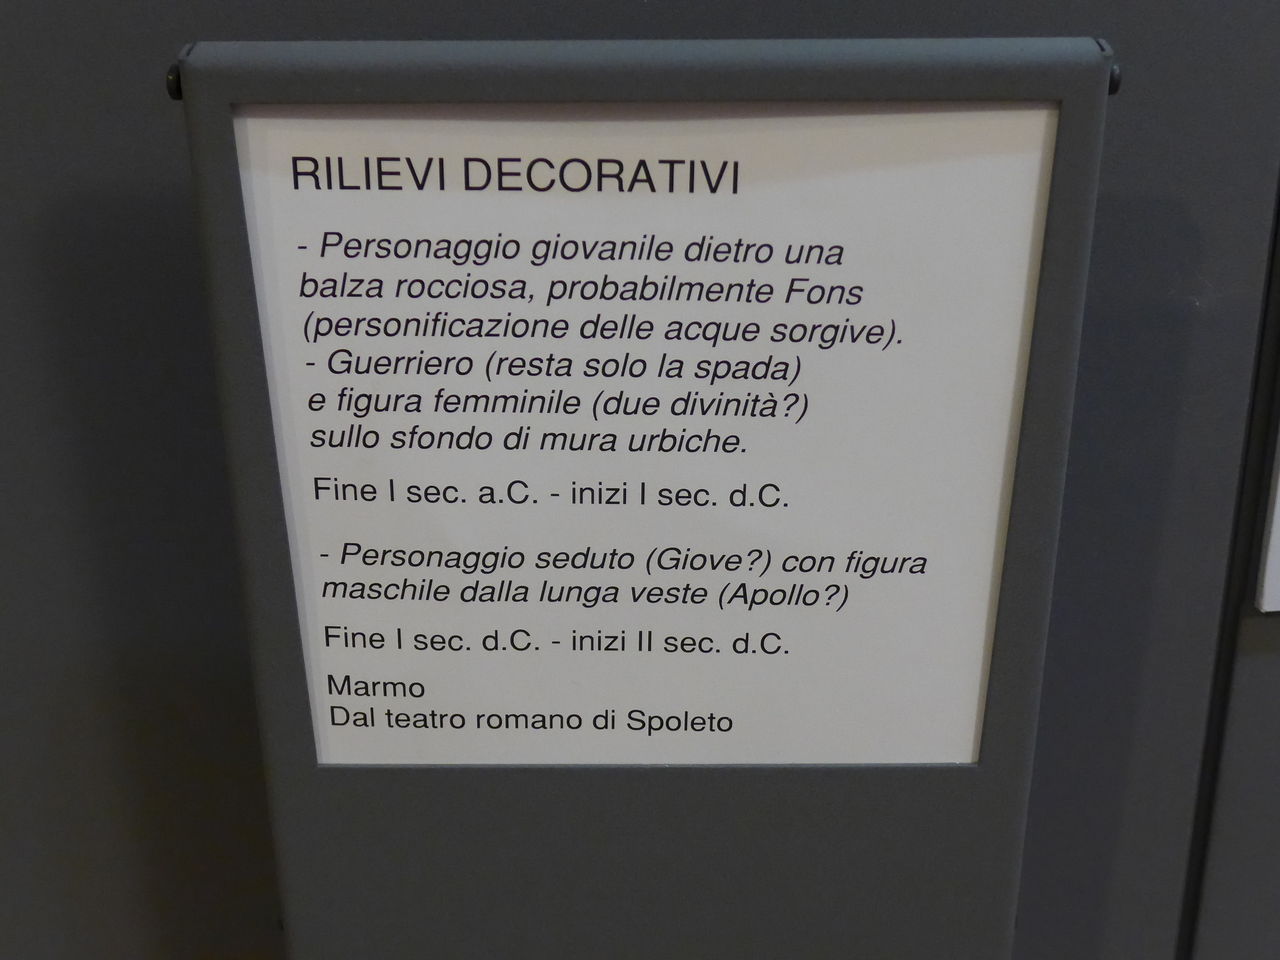 RILIEVI DECORATIVI
- Personaggio giovanile dietro una
balza rocciosa, probabilmente Fons
(personificazione delle acque sorgive).
- Guerriero (resta solo la spada)
e figura femminile (due divinità?)
sullo sfondo di mura urbiche.
Fine I sec. a.C. - inizi I sec. d.C.
- Personaggio seduto (Giove?) con figura
maschile dalla lunga veste (Apollo?)
Fine I sec. d.C. - inizi II sec. d.C.
Marmo
Dal teatro romano di Spoleto